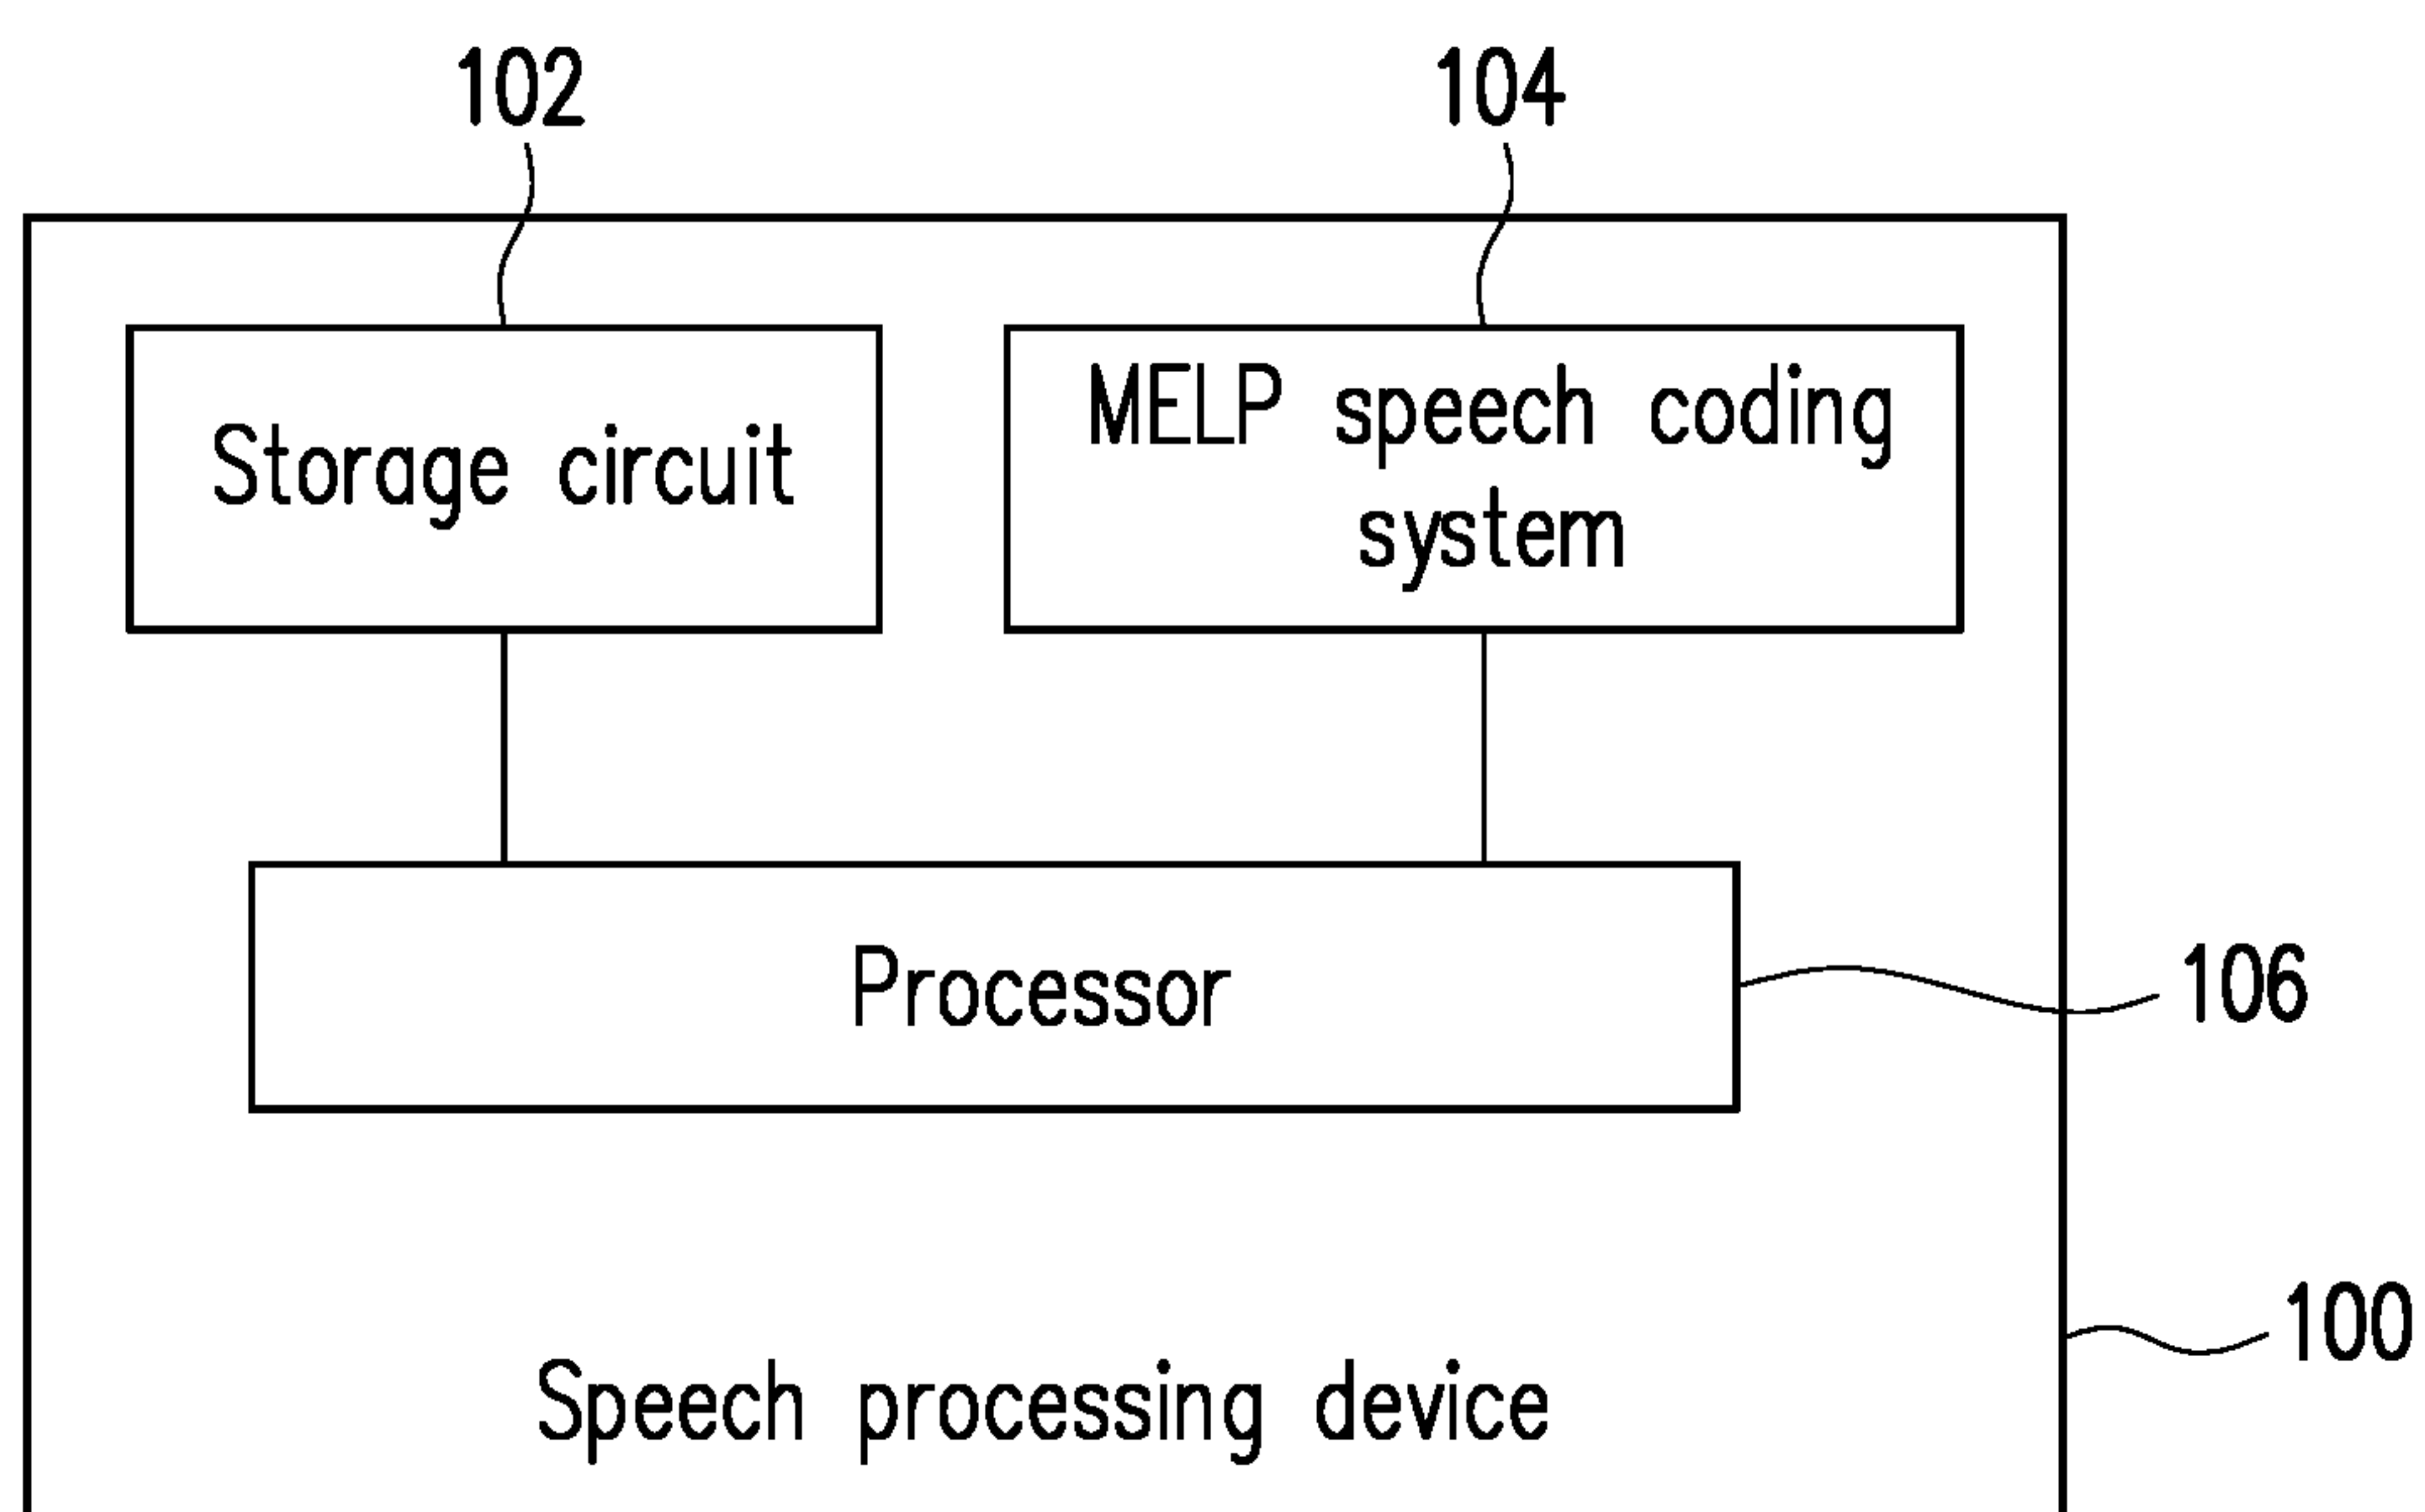 102
104
Storage circuit
MELP speech coding
system
Processor
106
100
Speech processing device